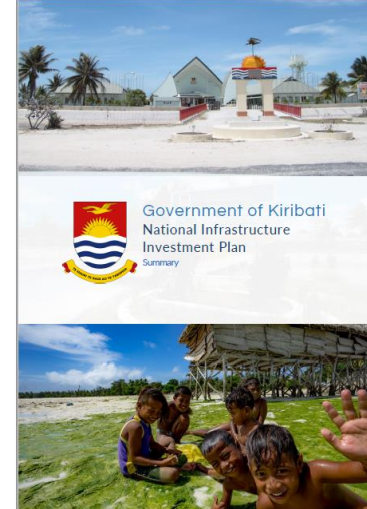 Government of Kiribati
National Infrastructure
Investment Plan
Summary